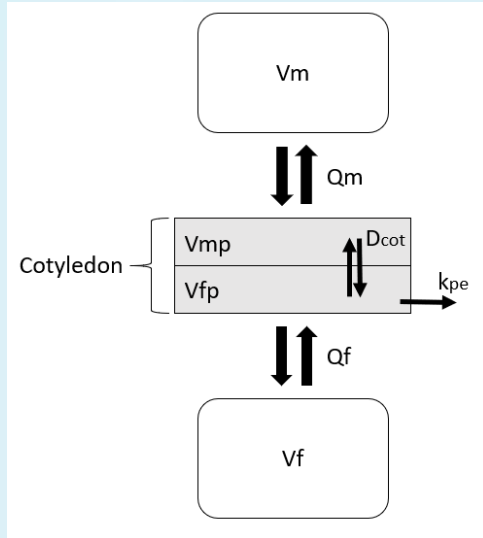 Vm
Qm
Vmp
Dcot
Cotyledon
Vfp
kpe
Qf
Vf